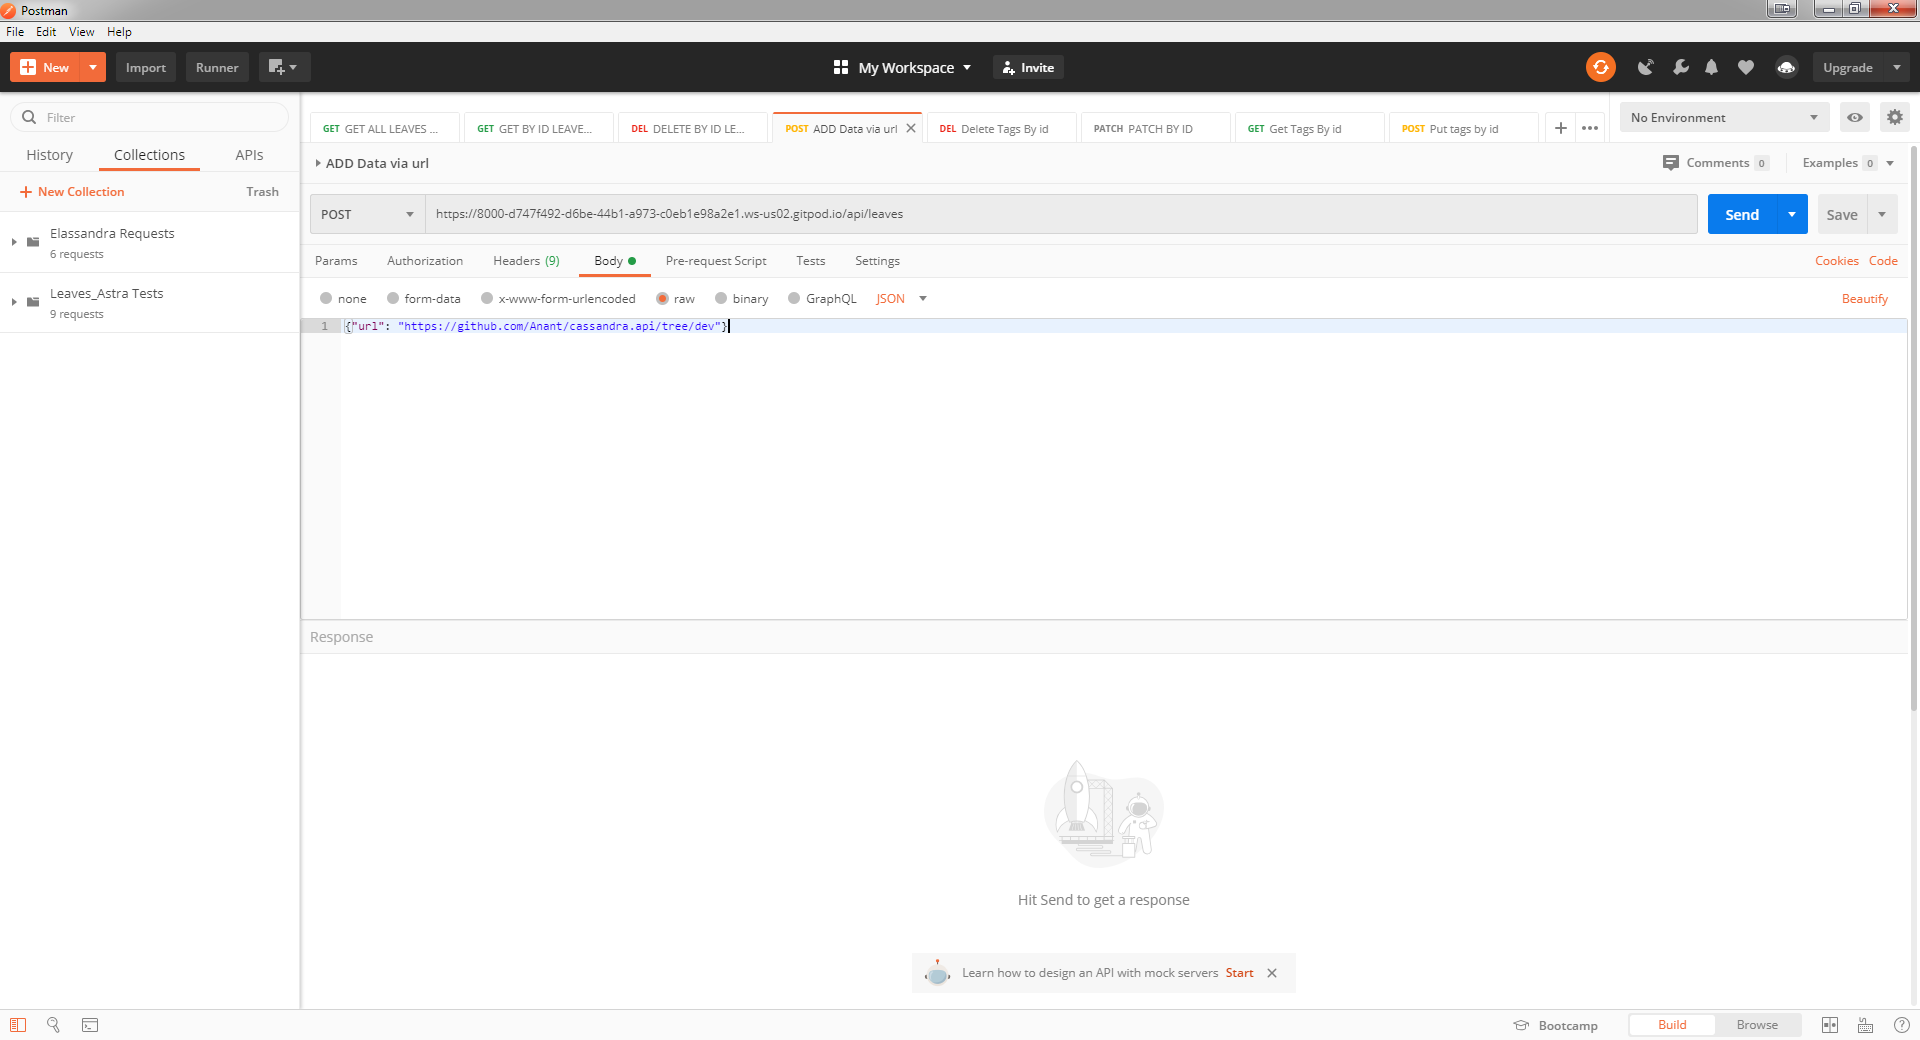 Postman
File Edit View Help
New Import Runner My Workspace Invite Upgrade
Filter
History Collections APIs
New Collection Trash
Elassandra Requests
6 requests
Leaves_Astra Tests
9 requests
GET GET ALL LEAVES ... GET GET BY ID LEAVE... DEL DELETE BY ID LE... POST ADD Data via url DEL Delete Tags By id PATCH PATCH BY ID GET Get Tags By id POST Put tags by id No Environment
ADD Data via url Comments 0 Examples 0
POST https://8000-d747f492-d6be-44b1-a973-c0eb1e98a2e1.ws-us02.gitpod.io/api/leaves Send Save
Params Authorization Headers (9) Body Pre-request Script Tests Settings Cookies Code
none form-data x-www-form-urlencoded raw binary GraphQL JSON Beautify
1 {"url": "https://github.com/Anant/cassandra.api/tree/dev"}
Response
Hit Send to get a response
Learn how to design an API with mock servers Start
Bootcamp Build Browse